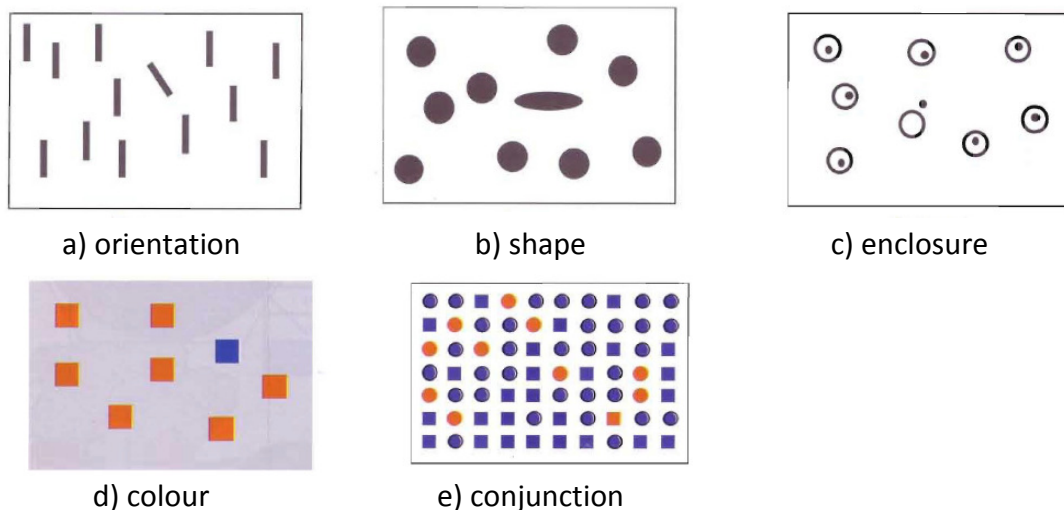 a) orientation
b) shape
c) enclosure
d) colour
e) conjunction